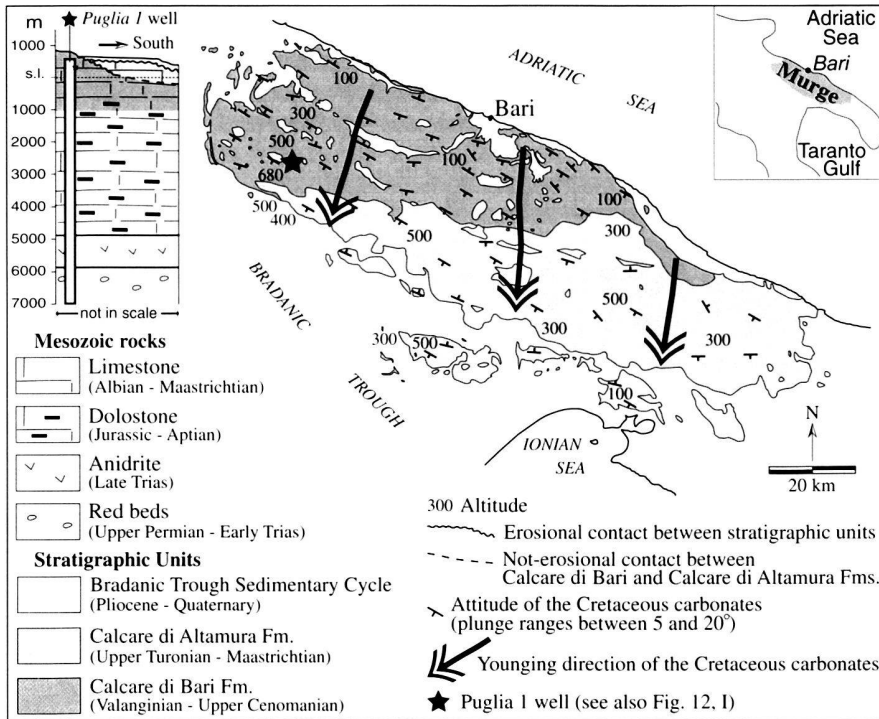 m
Puglia 1 well
South
1000
s.l.
1000
2000
3000
4000
5000
6000
7000
not in scale
Mesozoic rocks
Limestone
(Albian - Maastrichtian)
Dolostone
(Jurassic - Aptian)
Anidrite
(Late Trias)
Red beds
(Upper Permian - Early Trias)
Stratigraphic Units
Bradanic Trough Sedimentary Cycle
(Pliocene - Quaternary)
Calcare di Altamura Fm.
(Upper Turonian - Maastrichtian)
Calcare di Bari Fm.
(Valanginian - Upper Cenomanian)
ADRIATIC
SEA
Bari
100
300
500
680
100
100
500
400
500
300
500
300
300
500
300
100
BRADANIC
TROUGH
IONIAN
SEA
N
20 km
Adriatic
Sea
Bari
Murge
Taranto
Gulf
300 Altitude
Erosional contact between stratigraphic units
Not-erosional contact between
Calcare di Bari and Calcare di Altamura Fms.
Attitude of the Cretaceous carbonates
(plunge ranges between 5 and 20°)
Younging direction of the Cretaceous carbonates
Puglia 1 well (see also Fig. 12, I)